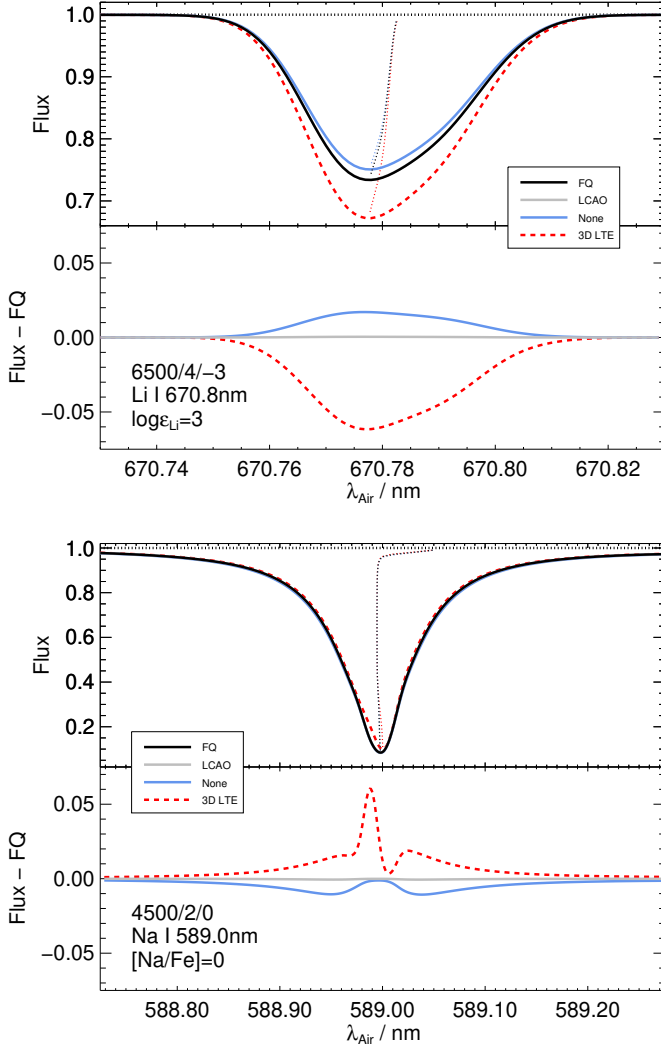 1.0
0.9
0.8
0.7
Flux
FQ
LCAO
None
3D LTE
0.05
0.00
−0.05
Flux − FQ
6500/4/−3
Li I 670.8nm
logεLi=3
670.74 670.76 670.78 670.80 670.82
λAir / nm
1.0
0.8
0.6
0.4
0.2
Flux
FQ
LCAO
None
3D LTE
0.05
0.00
−0.05
Flux − FQ
4500/2/0
Na I 589.0nm
[Na/Fe]=0
588.80 588.90 589.00 589.10 589.20
λAir / nm